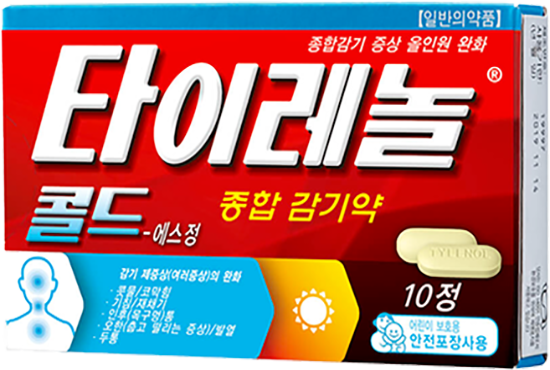 [일반의약품]
종합감기 증상 올인원 완화
타이레놀®
콜드-에스정
종합 감기약
TYLENOL
감기 제증상(여러증상)의 완화
·콧물/코막힘
·기침/재채기
·인후(목구멍)통
·오한(춥고 떨리는 증상)/발열
·두통
10정
어린이 보호용
안전포장사용
2019 11 14